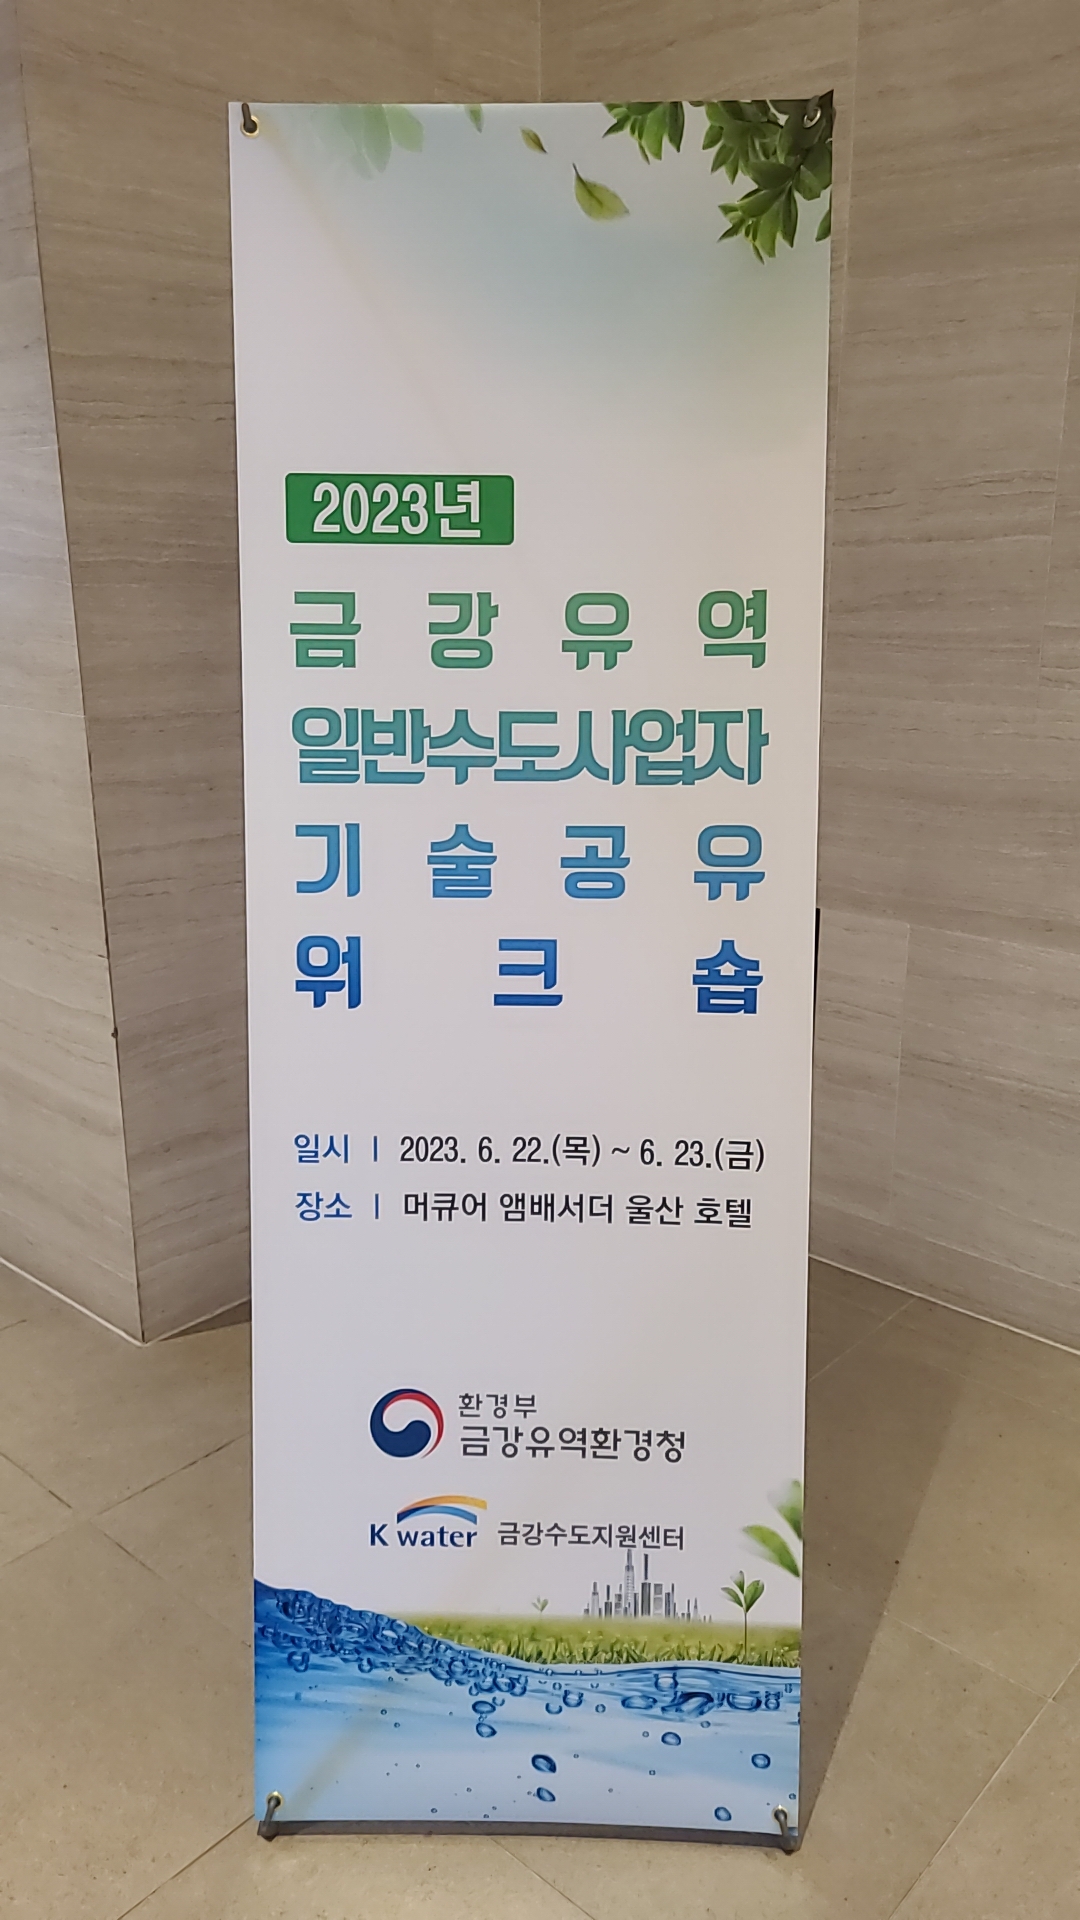 2023년
금강유역
일반수도사업자
기술공유
워크숍
일시 | 2023. 6. 22.(목) ~ 6. 23.(금)
장소 | 머큐어 앰배서더 울산 호텔
환경부
금강유역환경청
K water 금강수도지원센터